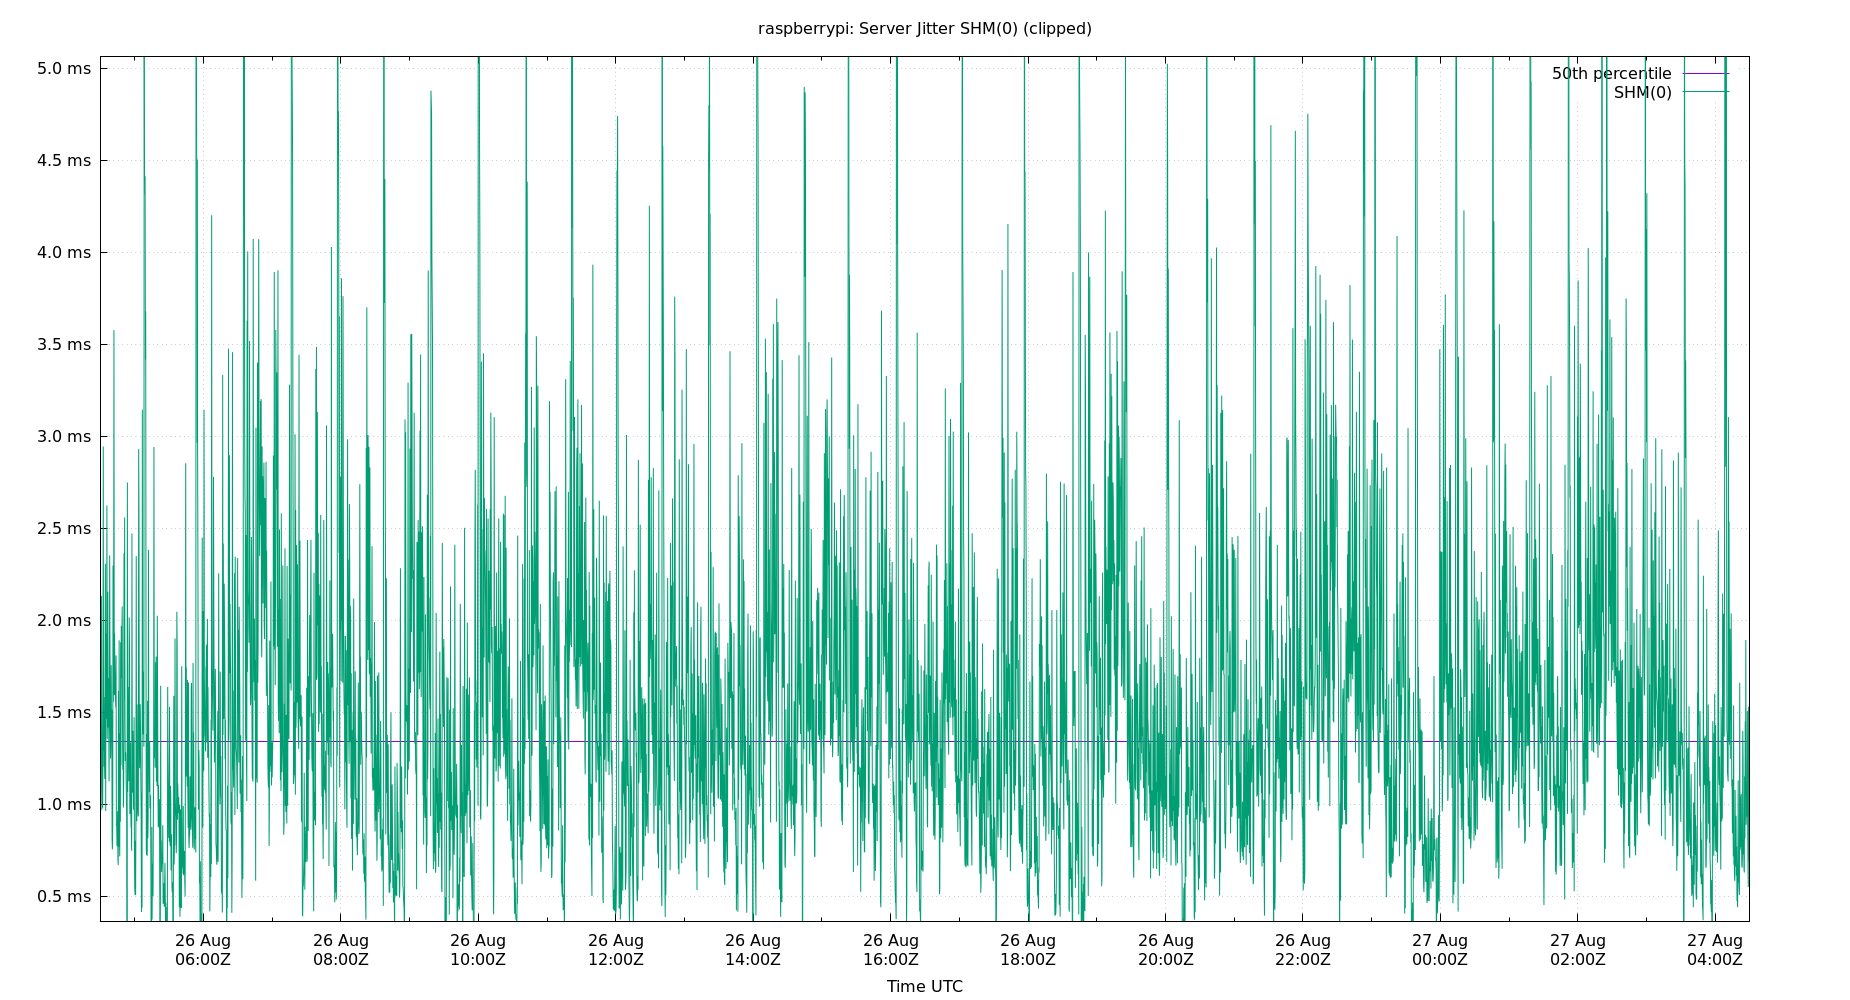 raspberrypi: Server Jitter SHM(0) (clipped)
5.0 ms
4.5 ms
4.0 ms
3.5 ms
3.0 ms
2.5 ms
2.0 ms
1.5 ms
1.0 ms
0.5 ms
50th percentile
SHM(0)
26 Aug 26 Aug 26 Aug 26 Aug 26 Aug 26 Aug 26 Aug 26 Aug 26 Aug 27 Aug 27 Aug 27 Aug
06:00Z 08:00Z 10:00Z 12:00Z 14:00Z 16:00Z 18:00Z 20:00Z 22:00Z 00:00Z 02:00Z 04:00Z
Time UTC